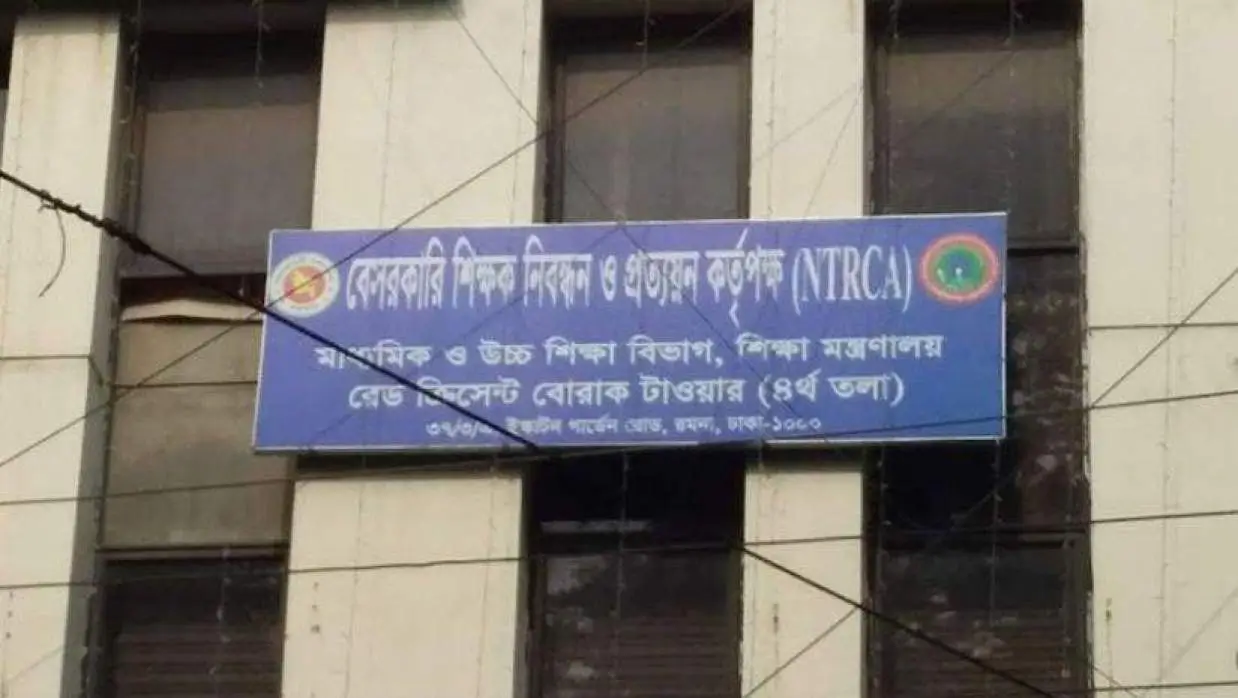 বেসরকারি শিক্ষক নিবন্ধন ও প্রত্যয়ন কর্তৃপক্ষ (NTRCA)
মাধ্যমিক ও উচ্চ শিক্ষা বিভাগ, শিক্ষা মন্ত্রণালয়
রেড ক্রিসেন্ট বোরাক টাওয়ার (৪র্থ তলা)
ইস্কাটন গার্ডেন রোড, রমনা, ঢাকা-১০০০